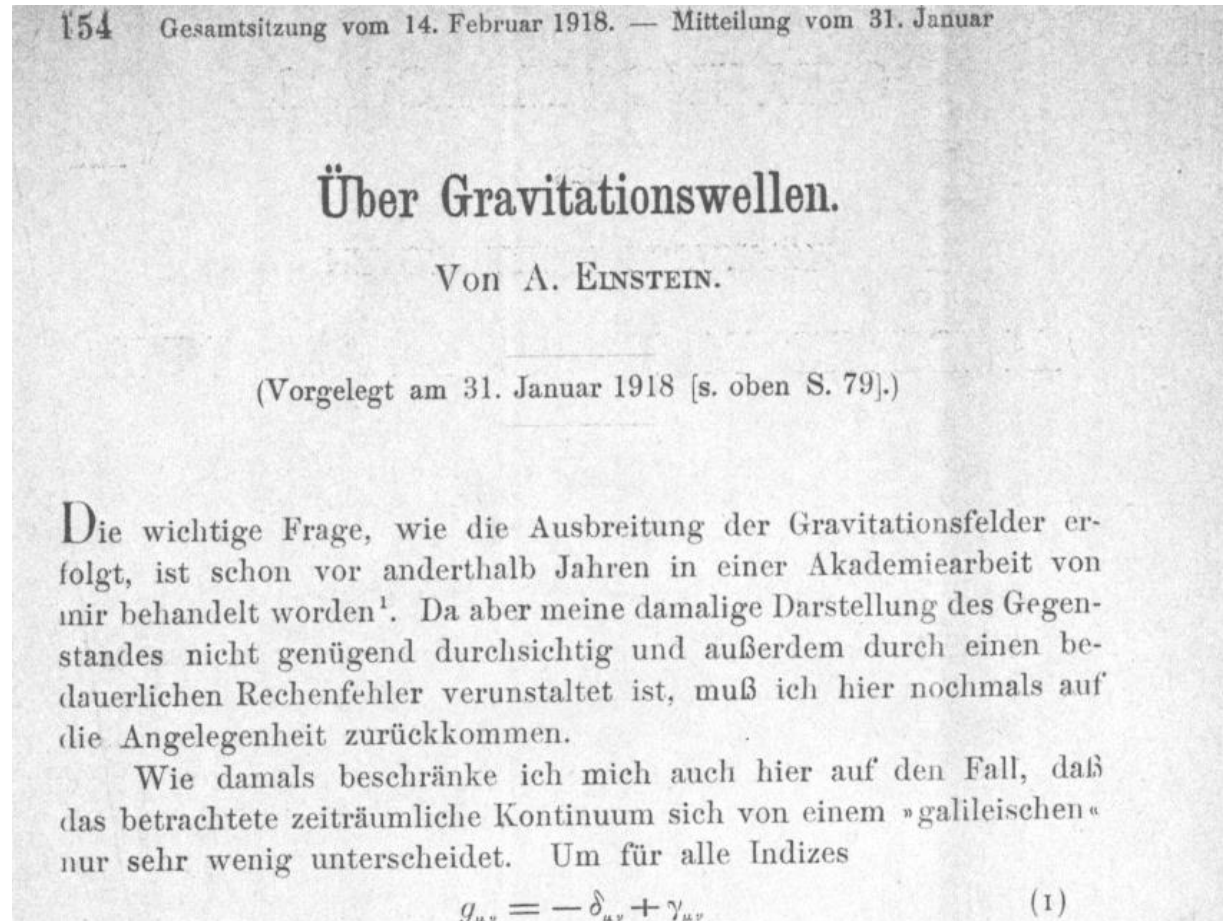 154 Gesamtsitzung vom 14. Februar 1918. — Mitteilung vom 31. Januar
Über Gravitationswellen.
Von A. Einstein.
(Vorgelegt am 31. Januar 1918 [s. oben S. 79].)
Die wichtige Frage, wie die Ausbreitung der Gravitationsfelder er-
folgt, ist schon vor anderthalb Jahren in einer Akademiearbeit von
mir behandelt worden¹. Da aber meine damalige Darstellung des Gegen-
standes nicht genügend durchsichtig und außerdem durch einen be-
dauerlichen Rechenfehler verunstaltet ist, muß ich hier nochmals auf
die Angelegenheit zurückkommen.
Wie damals beschränke ich mich auch hier auf den Fall, daß
das betrachtete zeiträumliche Kontinuum sich von einem »galileischen«
nur sehr wenig unterscheidet. Um für alle Indizes
g_μν = — δ_μν + γ_μν (1)